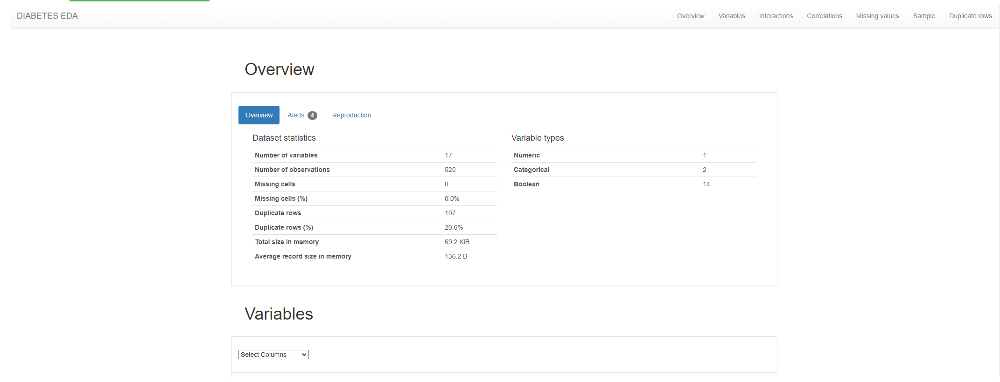 DIABETES EDA Overview Variables Interactions Correlations Missing values Sample Duplicate rows
Overview
Overview Alerts 4 Reproduction
Dataset statistics
Number of variables 17
Number of observations 520
Missing cells 0
Missing cells (%) 0.0%
Duplicate rows 107
Duplicate rows (%) 20.6%
Total size in memory 69.2 KiB
Average record size in memory 136.2 B
Variable types
Numeric 1
Categorical 2
Boolean 14
Variables
Select Columns